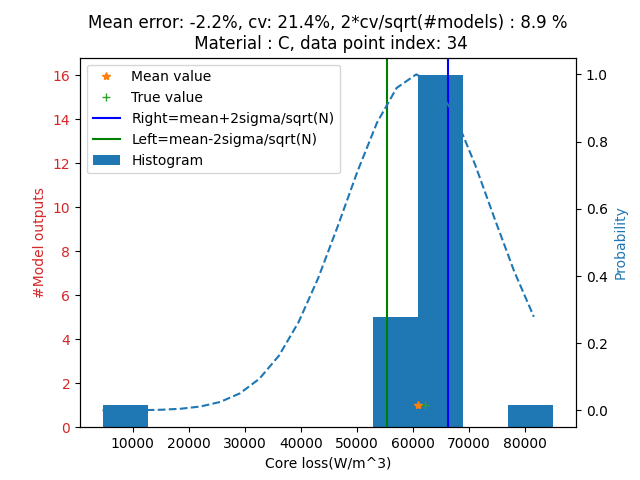 Mean error: -2.2%, cv: 21.4%, 2*cv/sqrt(#models) : 8.9 %
Material : C, data point index: 34
Mean value
True value
Right=mean+2sigma/sqrt(N)
Left=mean-2sigma/sqrt(N)
Histogram
#Model outputs
16
14
12
10
8
6
4
2
0
1.0
0.8
0.6
0.4
0.2
0.0
Probability
10000 20000 30000 40000 50000 60000 70000 80000
Core loss(W/m^3)